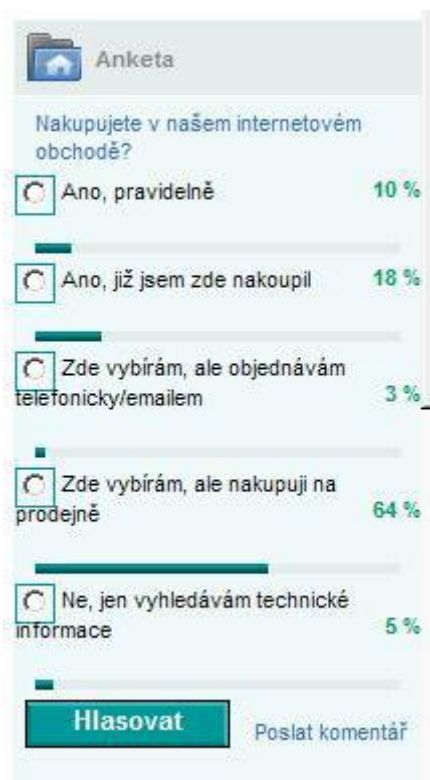 Anketa
Nakupujete v našem internetovém
obchodě?
Ano, pravidelně 10 %
Ano, již jsem zde nakoupil 18 %
Zde vybírám, ale objednávám
telefonicky/emailem 3 %
Zde vybírám, ale nakupuji na
prodejně 64 %
Ne, jen vyhledávám technické
informace 5 %
Hlasovat Poslat komentář